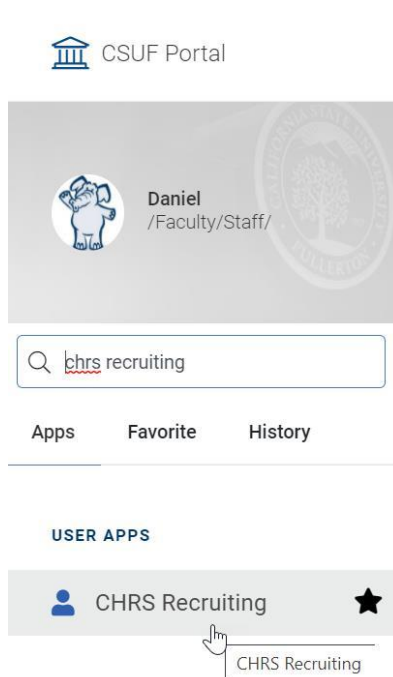 CSUF Portal
Daniel
/Faculty/Staff/
chrs recruiting
Apps Favorite History
USER APPS
CHRS Recruiting
CHRS Recruiting